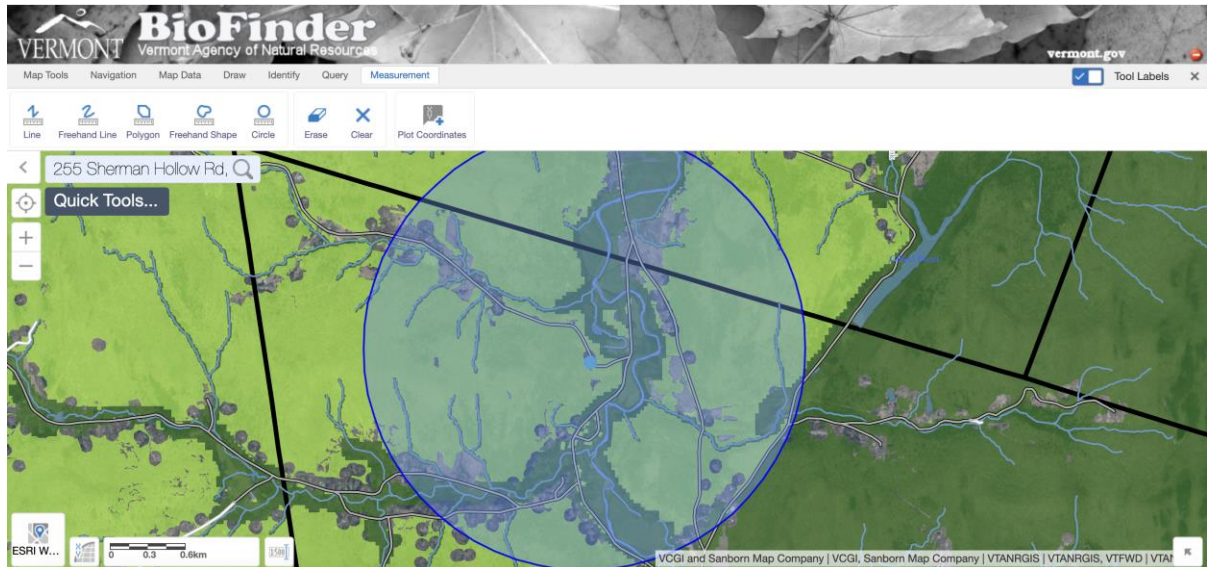 VERMONT
BioFinder
Vermont Agency of Natural Resources
vermont.gov
Map Tools Navigation Map Data Draw Identify Query Measurement Tool Labels
Line Freehand Line Polygon Freehand Shape Circle Erase Clear Plot Coordinates
255 Sherman Hollow Rd,
Quick Tools...
ESRI W...
0 0.3 0.6km
VCGI and Sanborn Map Company | VCGI, Sanborn Map Company | VTANRGIS | VTANRGIS, VTFWD | VTAN